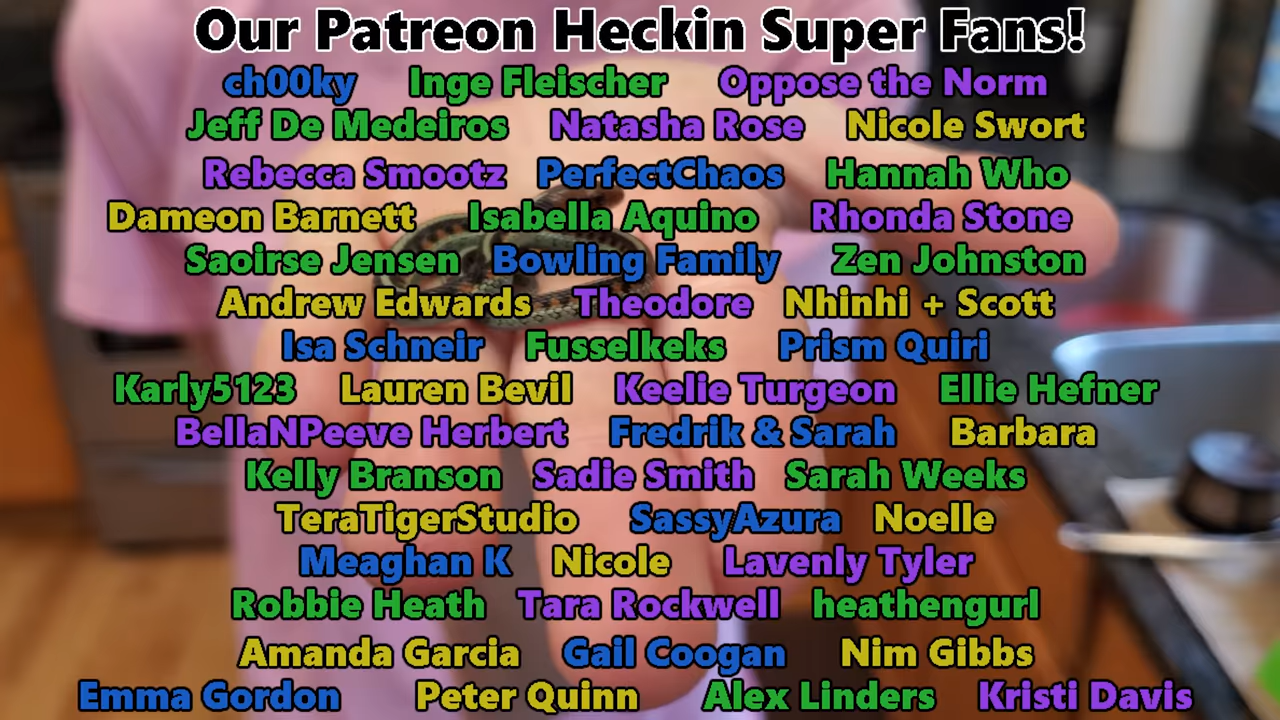 Our Patreon Heckin Super Fans!
ch00ky Inge Fleischer Oppose the Norm
Jeff De Medeiros Natasha Rose Nicole Swort
Rebecca Smootz PerfectChaos Hannah Who
Dameon Barnett Isabella Aquino Rhonda Stone
Saoirse Jensen Bowling Family Zen Johnston
Andrew Edwards Theodore Nhinhi + Scott
Isa Schneir Fusselkeks Prism Quiri
Karly5123 Lauren Bevil Keelie Turgeon Ellie Hefner
BellaNPeeve Herbert Fredrik & Sarah Barbara
Kelly Branson Sadie Smith Sarah Weeks
TeraTigerStudio SassyAzura Noelle
Meaghan K Nicole Lavenly Tyler
Robbie Heath Tara Rockwell heathengurl
Amanda Garcia Gail Coogan Nim Gibbs
Emma Gordon Peter Quinn Alex Linders Kristi Davis